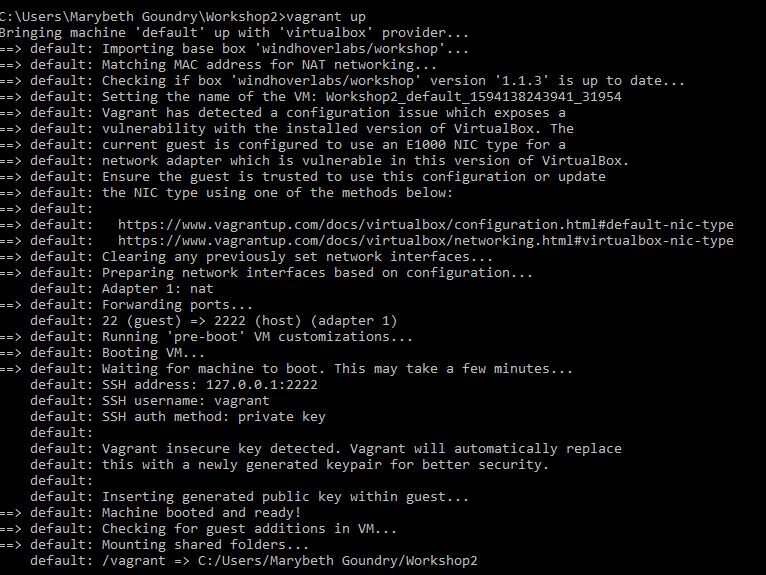 C:\Users\Marybeth Goundry\Workshop2>vagrant up
Bringing machine 'default' up with 'virtualbox' provider...
==> default: Importing base box 'windhoverlabs/workshop'...
==> default: Matching MAC address for NAT networking...
==> default: Checking if box 'windhoverlabs/workshop' version '1.1.3' is up to date...
==> default: Setting the name of the VM: Workshop2_default_1594138243941_31954
==> default: Vagrant has detected a configuration issue which exposes a
==> default: vulnerability with the installed version of VirtualBox. The
==> default: current guest is configured to use an E1000 NIC type for a
==> default: network adapter which is vulnerable in this version of VirtualBox.
==> default: Ensure the guest is trusted to use this configuration or update
==> default: the NIC type using one of the methods below:
==> default:
==> default:   https://www.vagrantup.com/docs/virtualbox/configuration.html#default-nic-type
==> default:   https://www.vagrantup.com/docs/virtualbox/networking.html#virtualbox-nic-type
==> default: Clearing any previously set network interfaces...
==> default: Preparing network interfaces based on configuration...
    default: Adapter 1: nat
==> default: Forwarding ports...
    default: 22 (guest) => 2222 (host) (adapter 1)
==> default: Running 'pre-boot' VM customizations...
==> default: Booting VM...
==> default: Waiting for machine to boot. This may take a few minutes...
    default: SSH address: 127.0.0.1:2222
    default: SSH username: vagrant
    default: SSH auth method: private key
    default:
    default: Vagrant insecure key detected. Vagrant will automatically replace
    default: this with a newly generated keypair for better security.
    default:
    default: Inserting generated public key within guest...
==> default: Machine booted and ready!
==> default: Checking for guest additions in VM...
==> default: Mounting shared folders...
    default: /vagrant => C:/Users/Marybeth Goundry/Workshop2